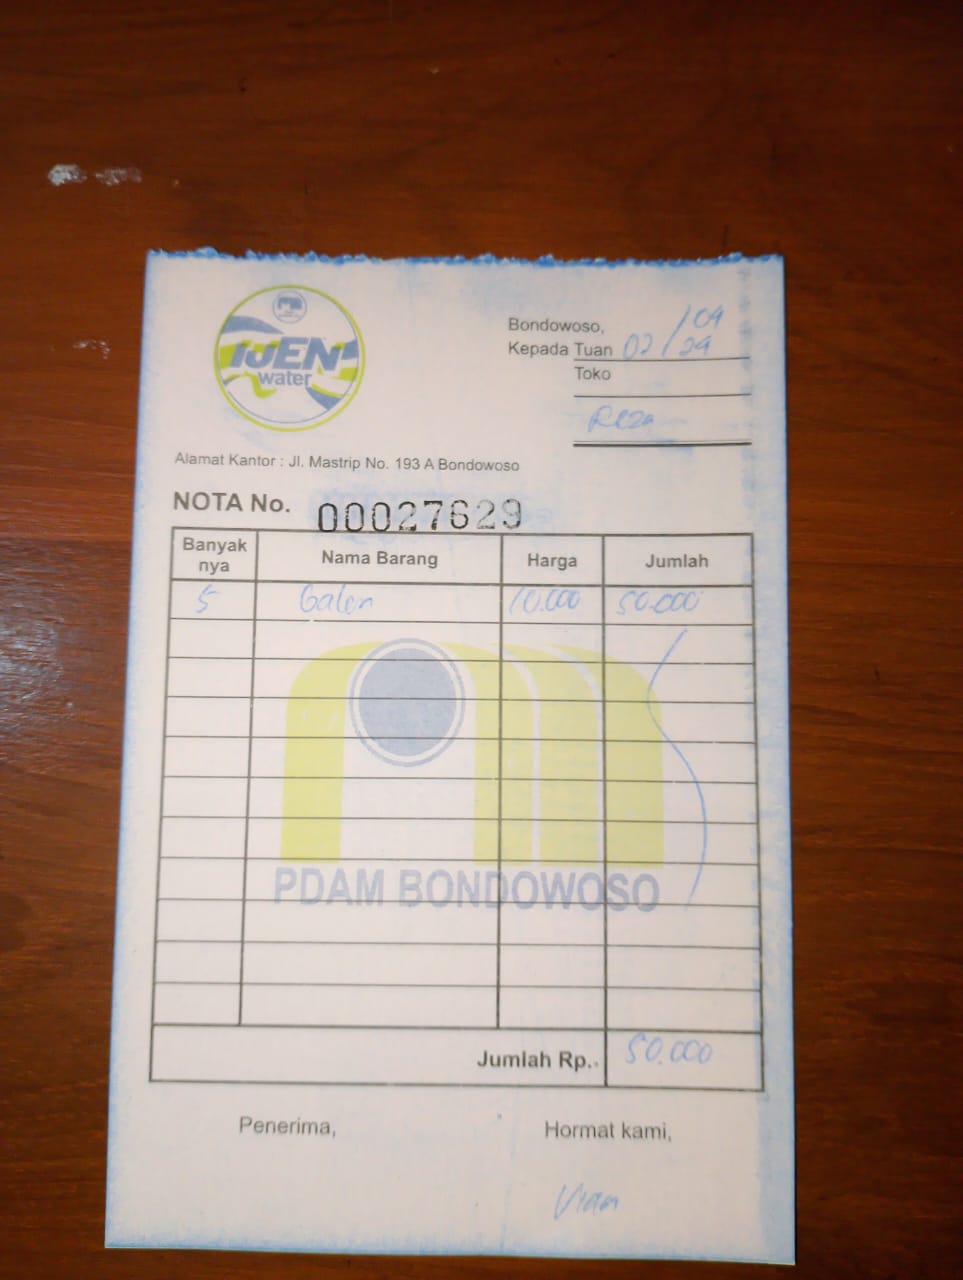 IJEN
water
Bondowoso, 02/04/24
Kepada Tuan
Toko
Reza
Alamat Kantor : Jl. Mastrip No. 193 A Bondowoso
NOTA No. 00027629
Banyak nya Nama Barang Harga Jumlah
5 Galon 10.000 50.000
PDAM BONDOWOSO
Jumlah Rp.. 50.000
Penerima, Hormat kami,